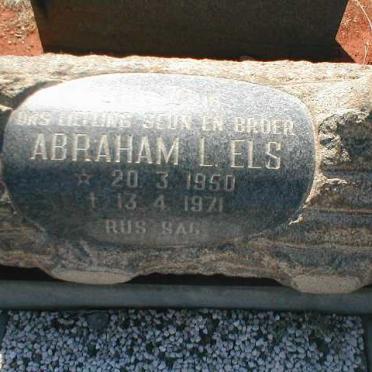 ONS LIEFLING SEUN EN BROER
ABRAHAM L. ELS
☆ 20. 3. 1950
† 13. 4. 1971
RUS SAG